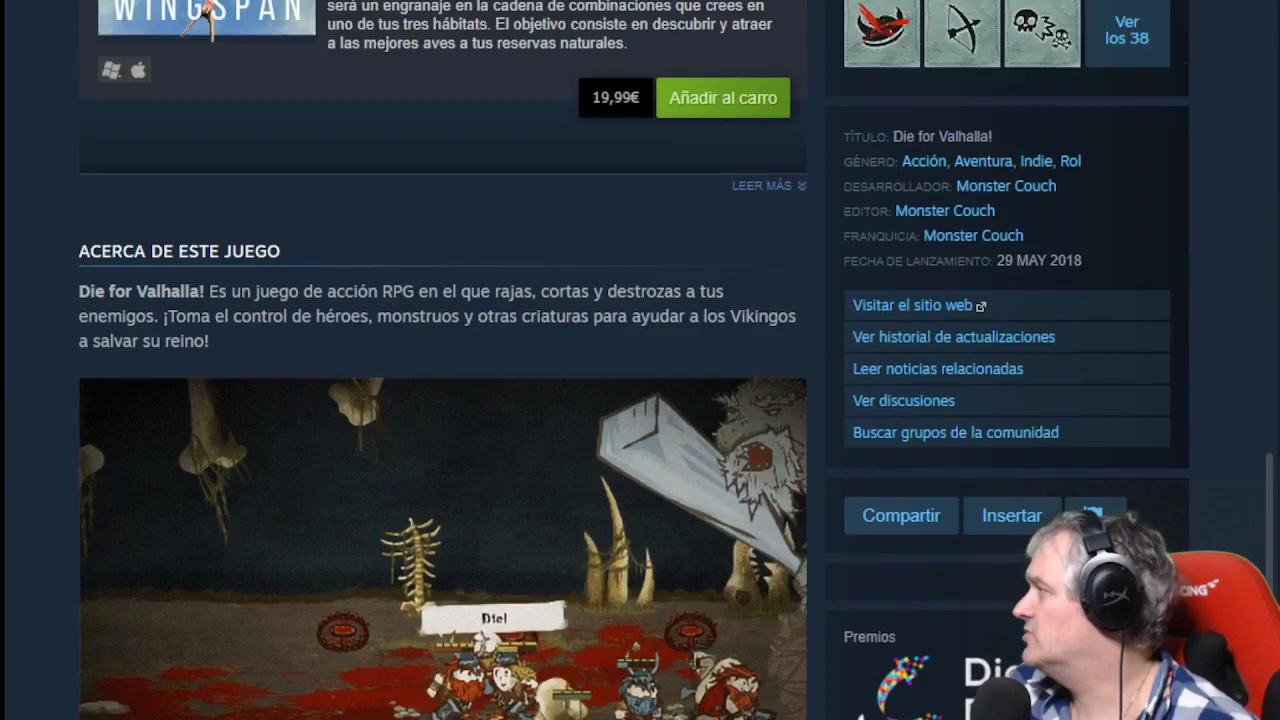 WINGSPAN
será un engranaje en la cadena de combinaciones que crees en
uno de tus tres hábitats. El objetivo consiste en descubrir y atraer
a las mejores aves a tus reservas naturales.
19,99€
Añadir al carro
LEER MÁS
ACERCA DE ESTE JUEGO
Die for Valhalla! Es un juego de acción RPG en el que rajas, cortas y destrozas a tus
enemigos. ¡Toma el control de héroes, monstruos y otras criaturas para ayudar a los Vikingos
a salvar su reino!
Die!
Ver
los 38
TÍTULO: Die for Valhalla!
GÉNERO: Acción, Aventura, Indie, Rol
DESARROLLADOR: Monster Couch
EDITOR: Monster Couch
FRANQUICIA: Monster Couch
FECHA DE LANZAMIENTO: 29 MAY 2018
Visitar el sitio web
Ver historial de actualizaciones
Leer noticias relacionadas
Ver discusiones
Buscar grupos de la comunidad
Compartir
Insertar
Premios